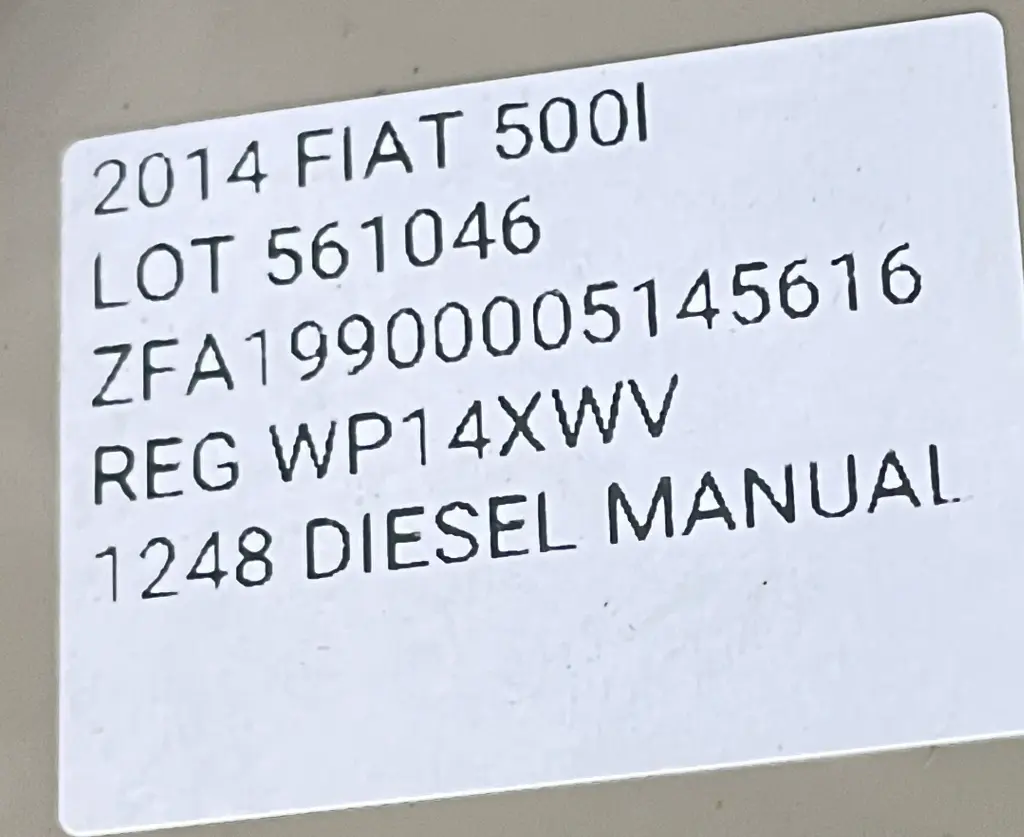 2014 FIAT 500l
LOT 561046
ZFA19900005145616
REG WP14XWV
1248 DIESEL MANUAL